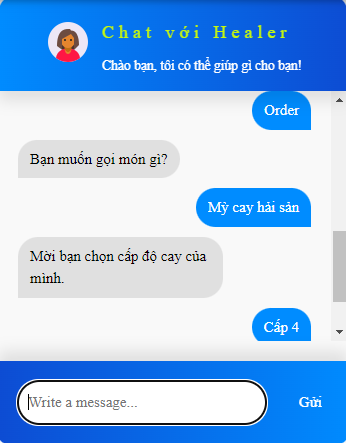 Chat với Healer
Chào bạn, tôi có thể giúp gì cho bạn!
Order
Bạn muốn gọi món gì?
Mỳ cay hải sản
Mời bạn chọn cấp độ cay của
mình.
Cấp 4
Write a message...
Gửi